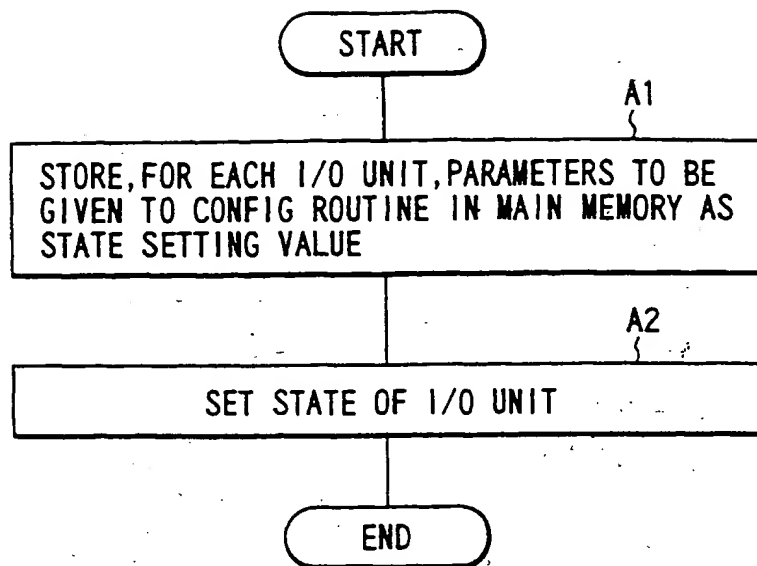 START
A1
STORE, FOR EACH I/O UNIT, PARAMETERS TO BE
GIVEN TO CONFIG ROUTINE IN MAIN MEMORY AS
STATE SETTING VALUE
A2
SET STATE OF I/O UNIT
END